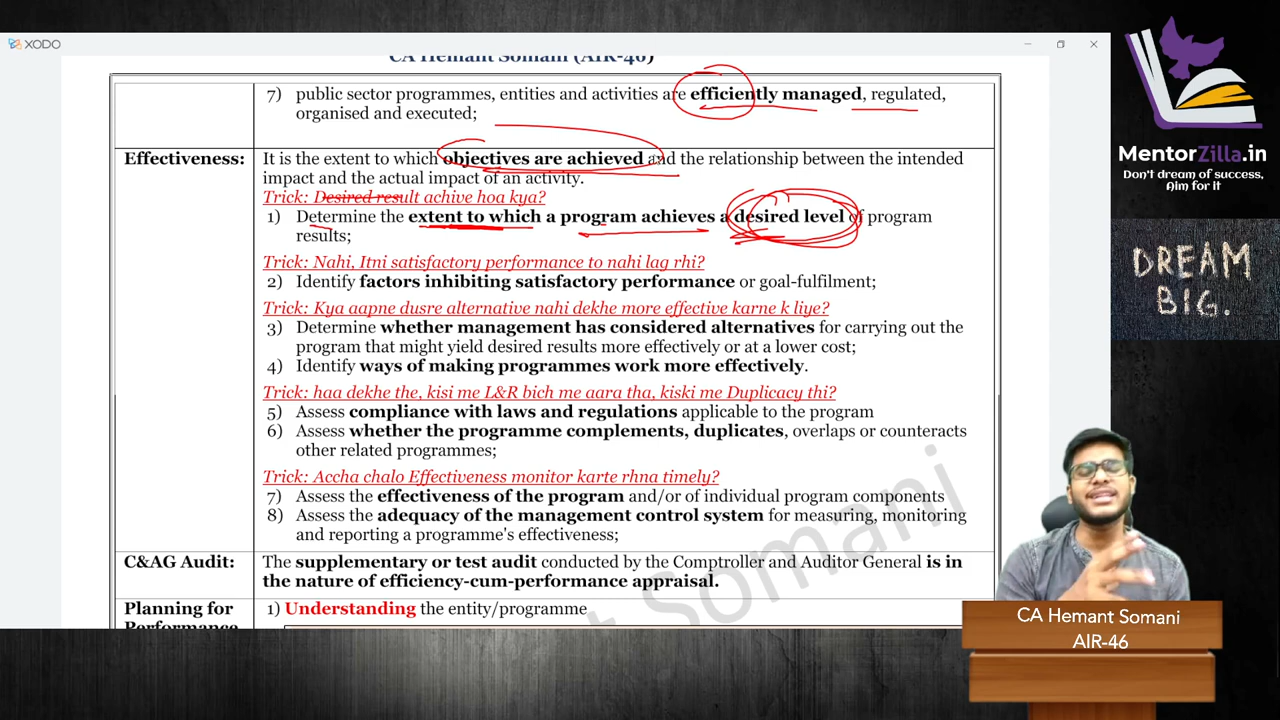 XODO
CA Hemant Somani (AIR-46)
7) public sector programmes, entities and activities are efficiently managed, regulated,
organised and executed;
Effectiveness:
It is the extent to which objectives are achieved and the relationship between the intended
impact and the actual impact of an activity.
Trick: Desired result achive hoa kya?
1) Determine the extent to which a program achieves a desired level of program
results;
Trick: Nahi, Itni satisfactory performance to nahi lag rhi?
2) Identify factors inhibiting satisfactory performance or goal-fulfilment;
Trick: Kya aapne dusre alternative nahi dekhe more effective karne k liye?
3) Determine whether management has considered alternatives for carrying out the
program that might yield desired results more effectively or at a lower cost;
4) Identify ways of making programmes work more effectively.
Trick: haa dekhe the, kisi me L&R bich me aara tha, kiski me Duplicacy thi?
5) Assess compliance with laws and regulations applicable to the program
6) Assess whether the programme complements, duplicates, overlaps or counteracts
other related programmes;
Trick: Accha chalo Effectiveness monitor karte rhna timely?
7) Assess the effectiveness of the program and/or of individual program components
8) Assess the adequacy of the management control system for measuring, monitoring
and reporting a programme's effectiveness;
C&AG Audit:
The supplementary or test audit conducted by the Comptroller and Auditor General is in
the nature of efficiency-cum-performance appraisal.
Planning for
Performance
1) Understanding the entity/programme
Somani
MentorZilla.in
Don't dream of success,
Aim for it
DREAM
BIG.
CA Hemant Somani
AIR-46